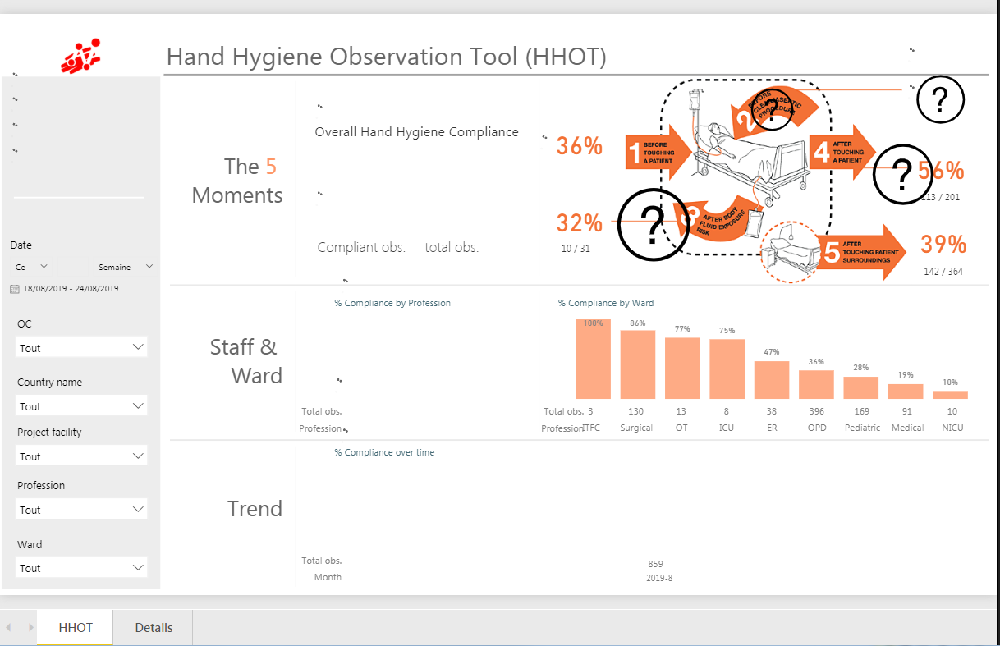 Hand Hygiene Observation Tool (HHOT)
Date
Ce - Semaine
18/08/2019 - 24/08/2019
OC
Tout
Country name
Tout
Project facility
Tout
Profession
Tout
Ward
Tout
The 5
Moments
Overall Hand Hygiene Compliance
Compliant obs. total obs.
36%
32%
10 / 31
1 BEFORE
TOUCHING
A PATIENT
2 BEFORE
CLEAN/ASEPTIC
PROCEDURE
?
?
3 AFTER BODY
FLUID EXPOSURE
RISK
?
4 AFTER
TOUCHING
A PATIENT
?
56%
113 / 201
5 AFTER
TOUCHING PATIENT
SURROUNDINGS
39%
142 / 364
Staff &
Ward
% Compliance by Profession
Total obs.
Profession
% Compliance by Ward
100% 86% 77% 75% 47% 36% 28% 19% 10%
Total obs. 3 130 13 8 38 396 169 91 10
Profession ITFC Surgical OT ICU ER OPD Pediatric Medical NICU
Trend
% Compliance over time
Total obs. 859
Month 2019-8
HHOT Details